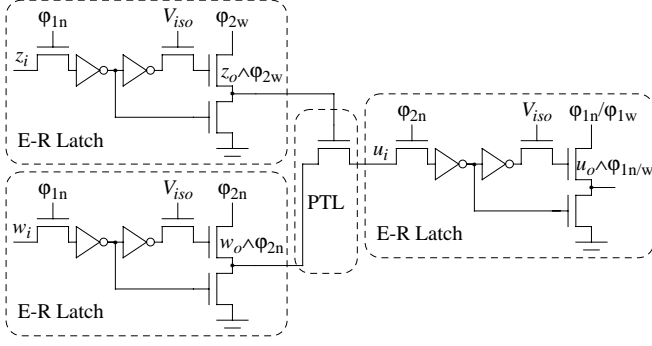 φ1n Viso φ2w
zi zo∧φ2w
E-R Latch
φ1n Viso φ2n
wi wo∧φ2n
E-R Latch
PTL
φ2n Viso φ1n/φ1w
ui uo∧φ1n/w
E-R Latch